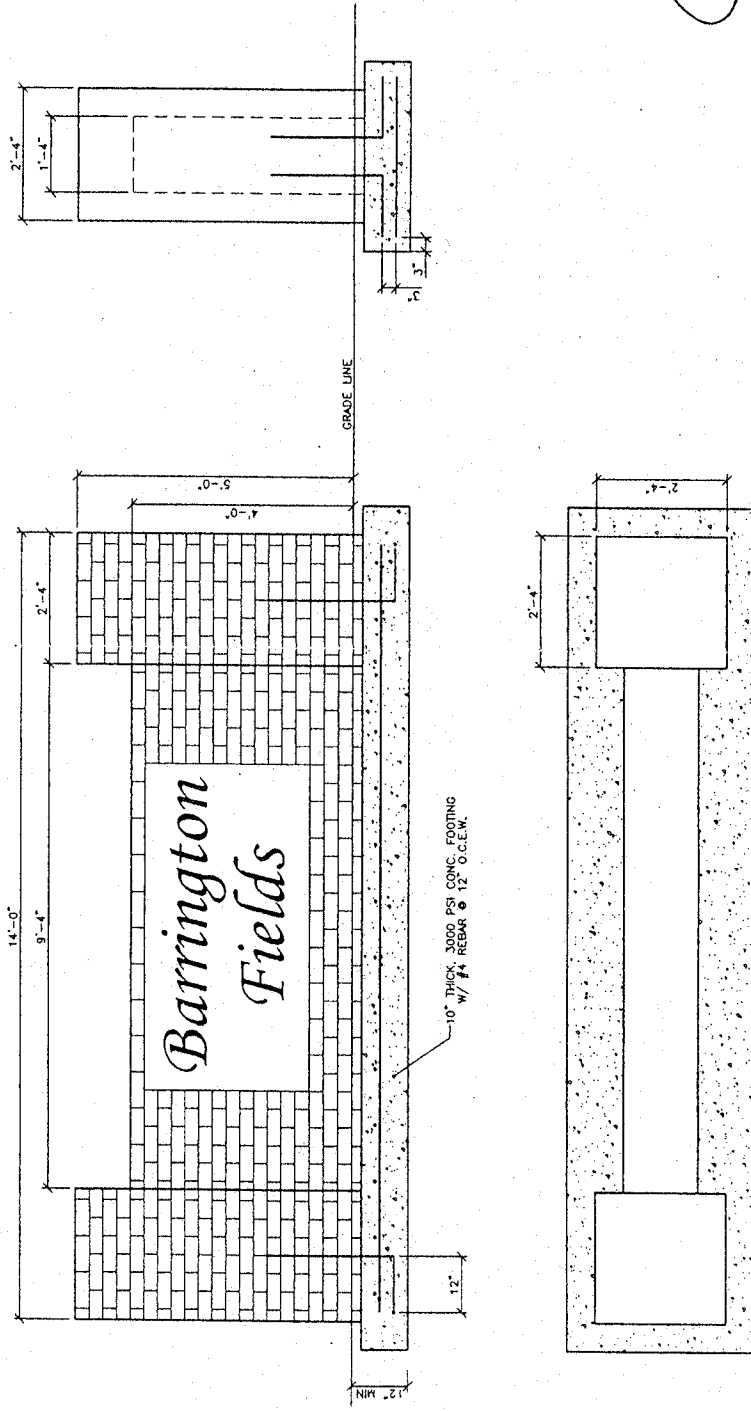 14'-0"
9'-4"
2'-4"
5'-0"
4'-0"
Barrington
Fields
GRADE LINE
12" MIN
12"
10" THICK, 3000 PSI CONC. FOOTING
W/ #4 REBAR @ 12" O.C.E.W.
2'-4"
1'-4"
3"
3"
2'-4"
2'-4"